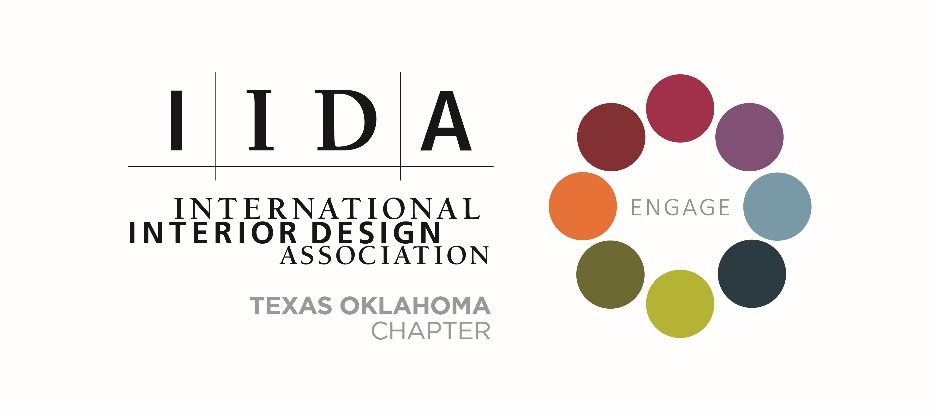 IIDA
INTERNATIONAL
INTERIOR DESIGN
ASSOCIATION
TEXAS OKLAHOMA
CHAPTER
ENGAGE